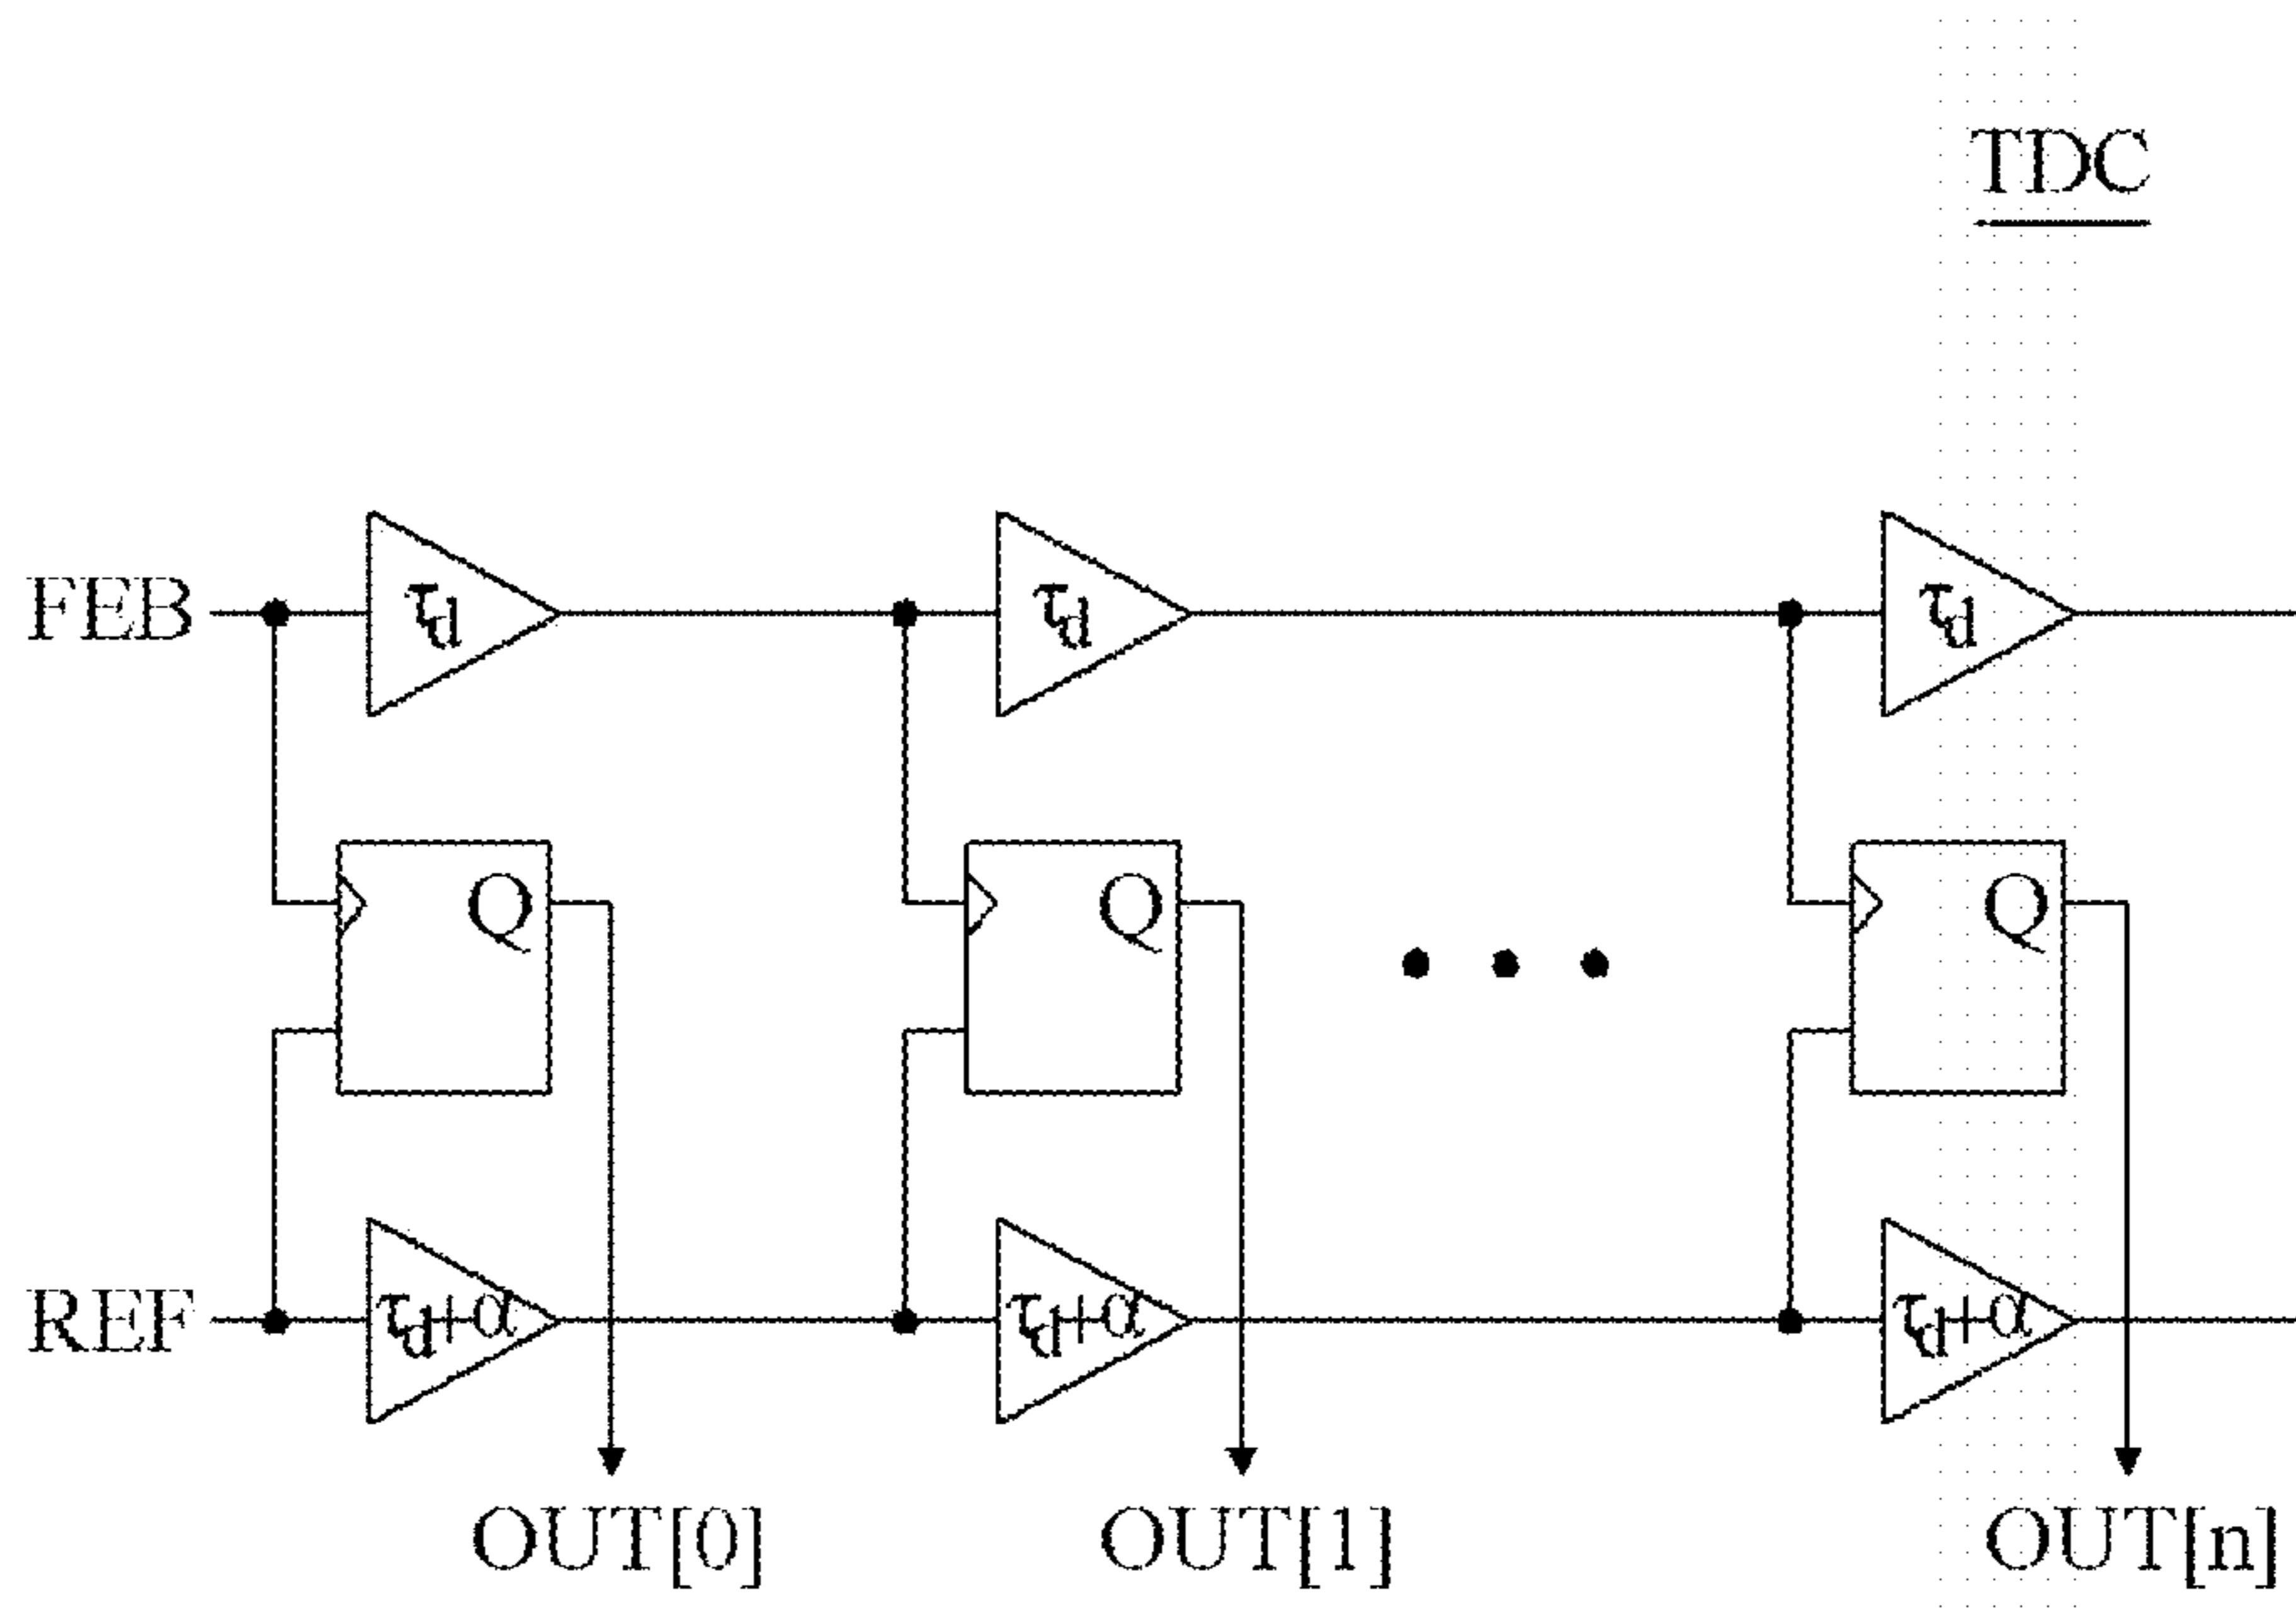 TDC
FEB
τd τd τd
Q Q Q
REF
τd+α τd+α τd+α
OUT[0] OUT[1] OUT[n]